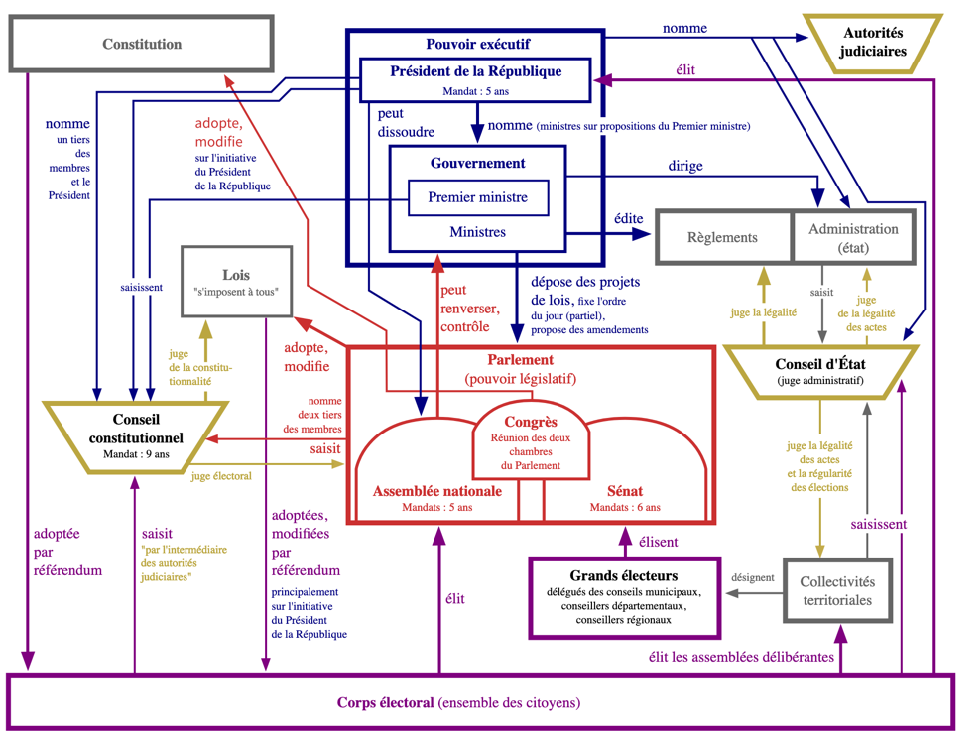 Constitution
Pouvoir exécutif
nomme
Autorités
judiciaires
Président de la République
Mandat : 5 ans
élit
nomme
un tiers
des
membres
et le
Président
adopte,
modifie
sur l'initiative
du Président
de la République
peut
dissoudre
nomme (ministres sur propositions du Premier ministre)
Gouvernement
Premier ministre
Ministres
dirige
édite
Règlements
Administration
(état)
Lois
"s'imposent à tous"
saisissent
peut
renverser,
contrôle
dépose des projets
de lois, fixe l'ordre
du jour (partiel),
propose des amendements
juge la légalité
saisit
juge
de la légalité
des actes
juge
de la constitu-
tionnalité
adopte,
modifie
Parlement
(pouvoir législatif)
Conseil d'État
(juge administratif)
Conseil
constitutionnel
Mandat : 9 ans
nomme
deux tiers
des membres
saisit
juge électoral
Congrès
Réunion des deux
chambres
du Parlement
Assemblée nationale
Mandats : 5 ans
Sénat
Mandats : 6 ans
juge la légalité
des actes
et la régularité
des élections
saisissent
adoptée
par
référendum
saisit
"par l'intermédiaire
des autorités
judiciaires"
adoptées,
modifiées
par
référendum
principalement
sur l'initiative
du Président
de la République
élit
élisent
Grands électeurs
délégués des conseils municipaux,
conseillers départementaux,
conseillers régionaux
désignent
Collectivités
territoriales
élit les assemblées délibérantes
Corps électoral (ensemble des citoyens)